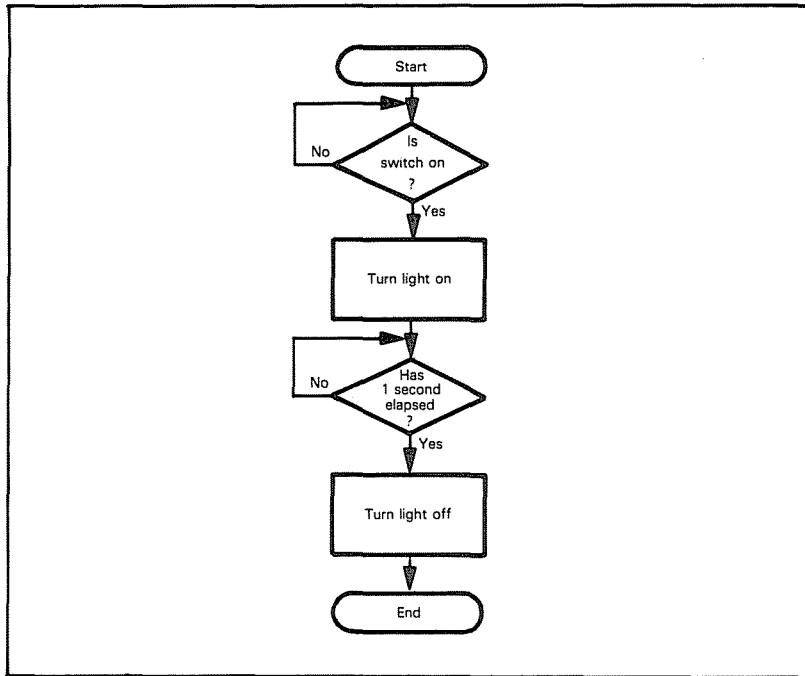 Start
Is
switch on
?
No
Yes
Turn light on
Has
1 second
elapsed
?
No
Yes
Turn light off
End